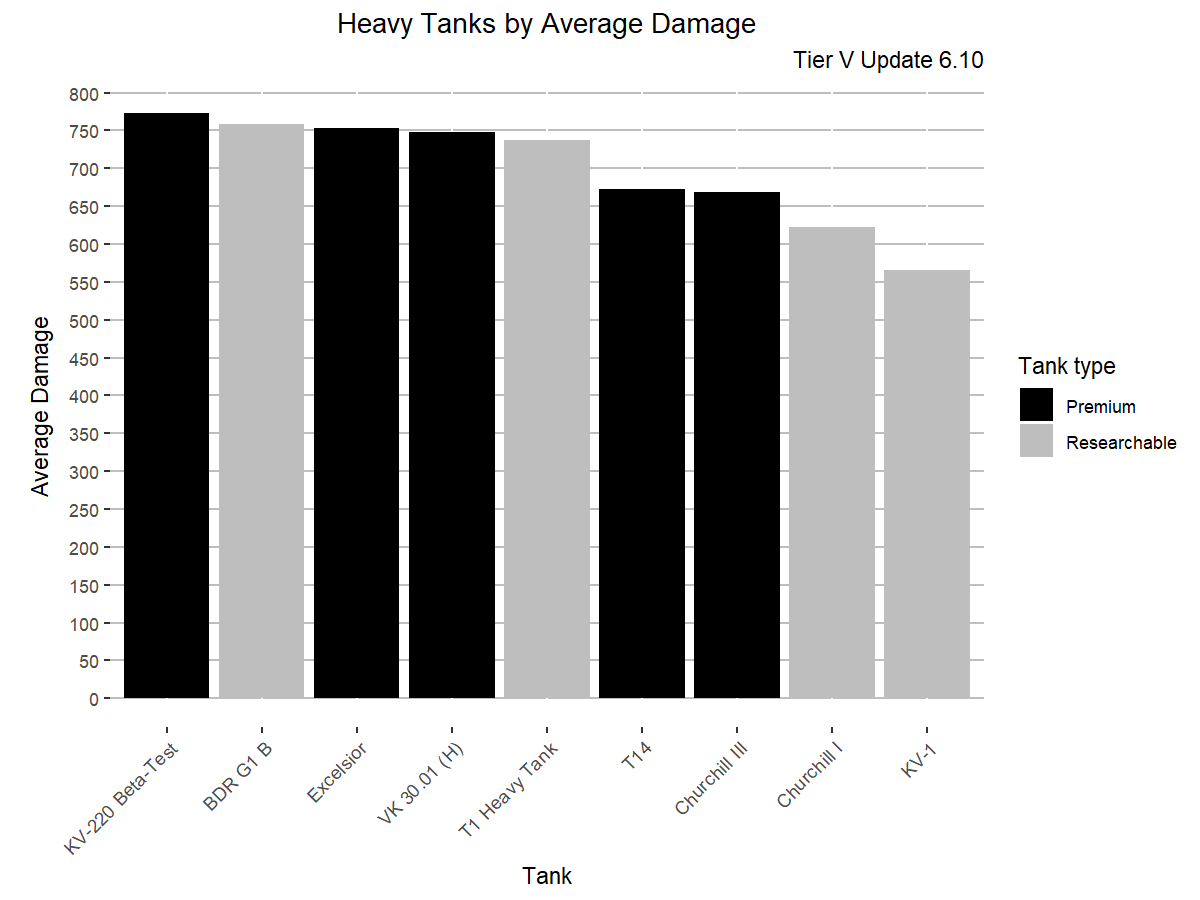 Heavy Tanks by Average Damage
Tier V Update 6.10
800
750
700
650
600
550
500
450
400
350
300
250
200
150
100
50
0
Average Damage
KV-220 Beta-Test
BDR G1 B
Excelsior
VK 30.01 (H)
T1 Heavy Tank
T14
Churchill III
Churchill I
KV-1
Tank
Tank type
Premium
Researchable